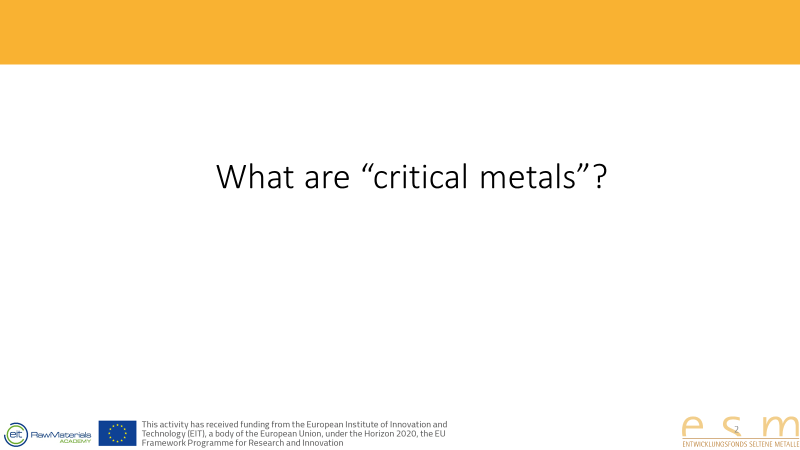 What are “critical metals”?
eit RawMaterials
ACADEMY
This activity has received funding from the European Institute of Innovation and
Technology (EIT), a body of the European Union, under the Horizon 2020, the EU
Framework Programme for Research and Innovation
esm
2
ENTWICKLUNGSFONDS SELTENE METALLE